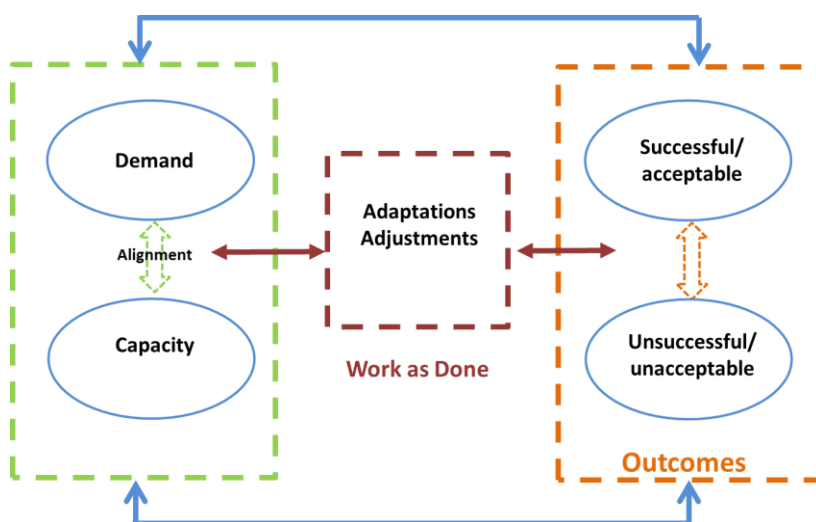 Demand
Alignment
Capacity
Adaptations
Adjustments
Work as Done
Successful/
acceptable
Unsuccessful/
unacceptable
Outcomes